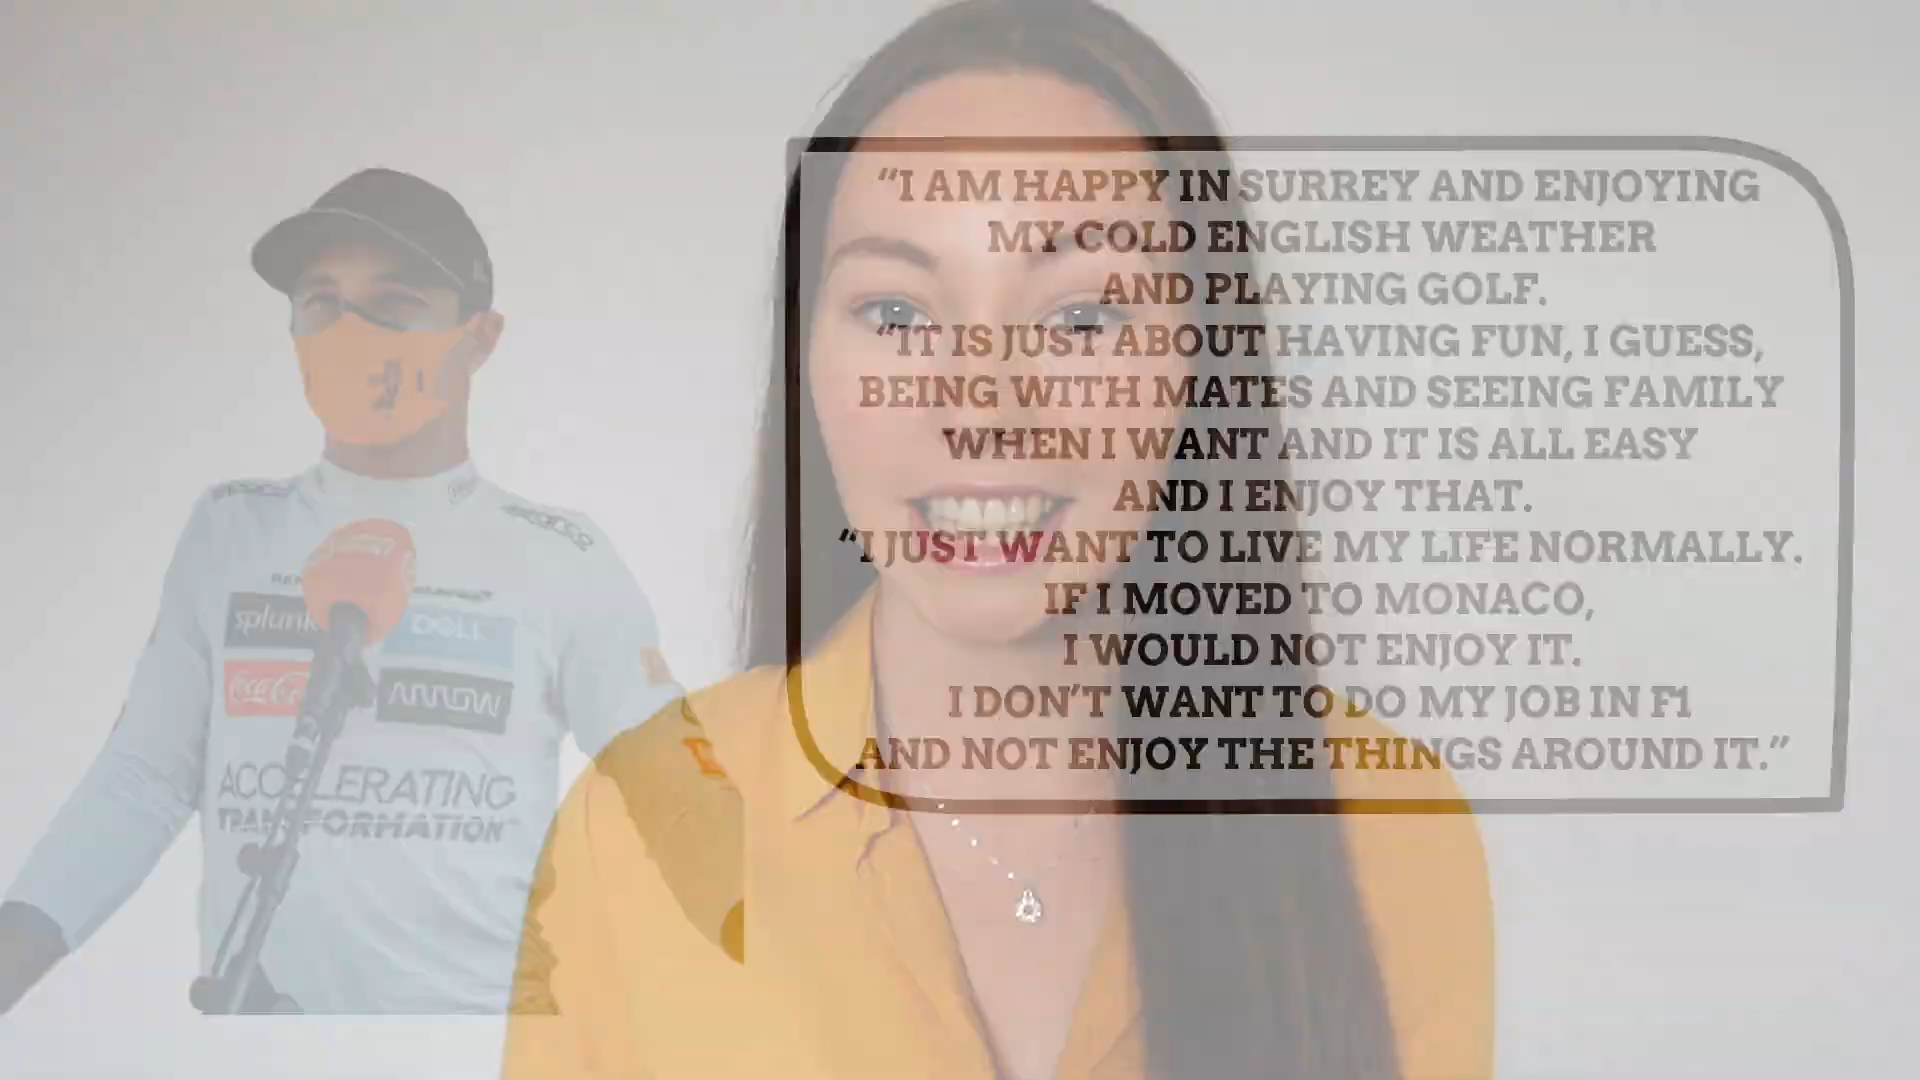 “I AM HAPPY IN SURREY AND ENJOYING
MY COLD ENGLISH WEATHER
AND PLAYING GOLF.
“IT IS JUST ABOUT HAVING FUN, I GUESS,
BEING WITH MATES AND SEEING FAMILY
WHEN I WANT AND IT IS ALL EASY
AND I ENJOY THAT.
“I JUST WANT TO LIVE MY LIFE NORMALLY.
IF I MOVED TO MONACO,
I WOULD NOT ENJOY IT.
I DON’T WANT TO DO MY JOB IN F1
AND NOT ENJOY THE THINGS AROUND IT.”
splunk
DELL
Coca
ARROW
ACCELERATING
TRANSFORMATION